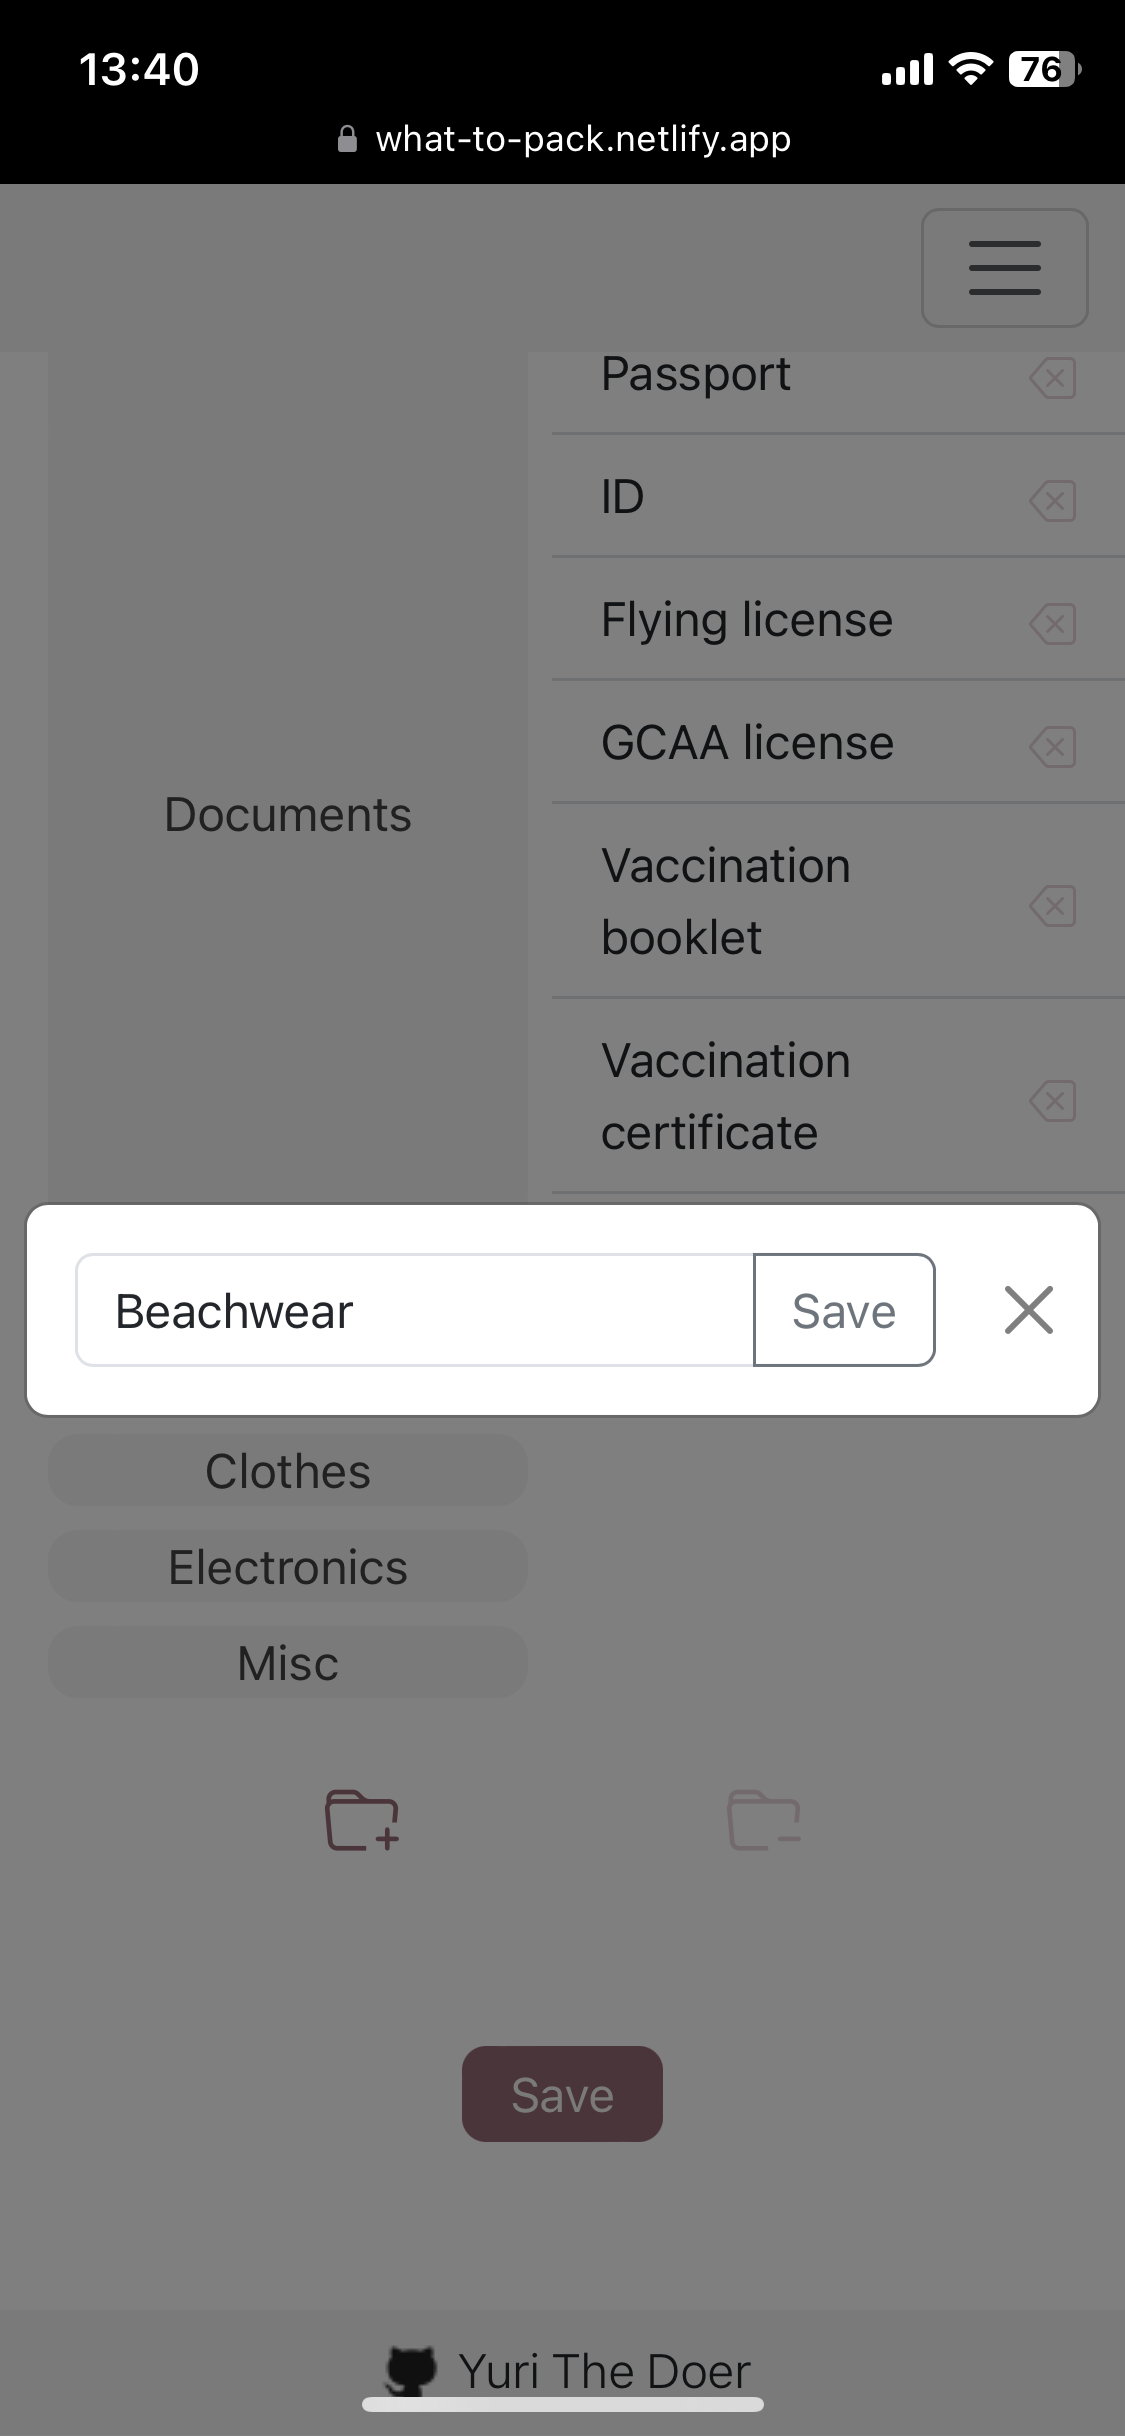 13:40
76
what-to-pack.netlify.app
Passport
ID
Flying license
GCAA license
Documents
Vaccination
booklet
Vaccination
certificate
Beachwear
Save
Clothes
Electronics
Misc
Save
Yuri The Doer